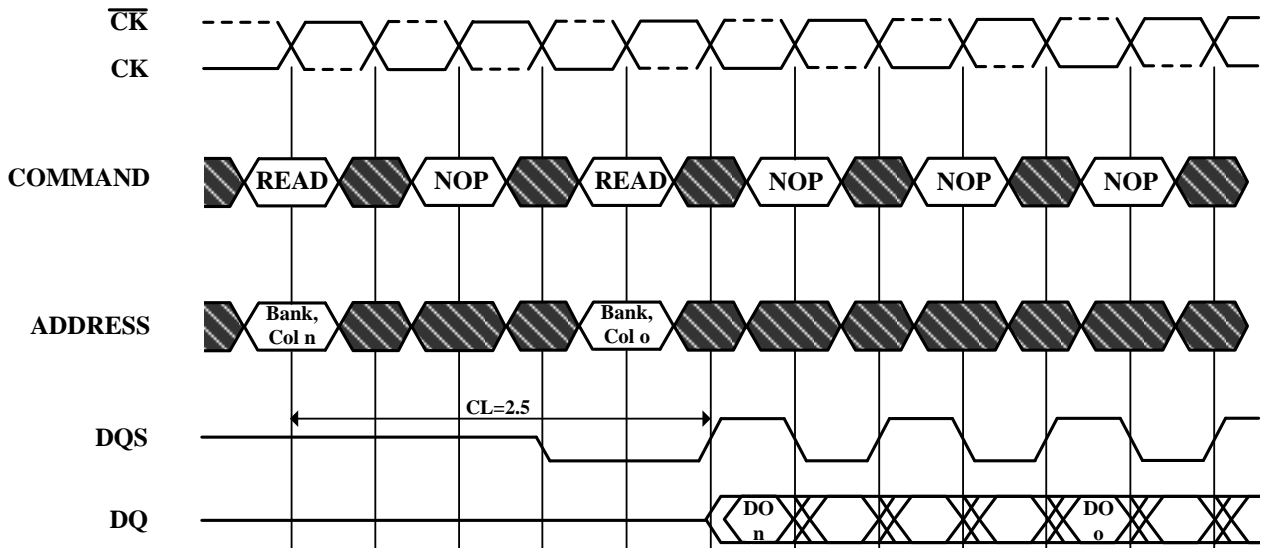 CK
CK
COMMAND
READ NOP READ NOP NOP NOP
ADDRESS
Bank,
Col n
Bank,
Col o
CL=2.5
DQS
DQ
DO
n
DO
o